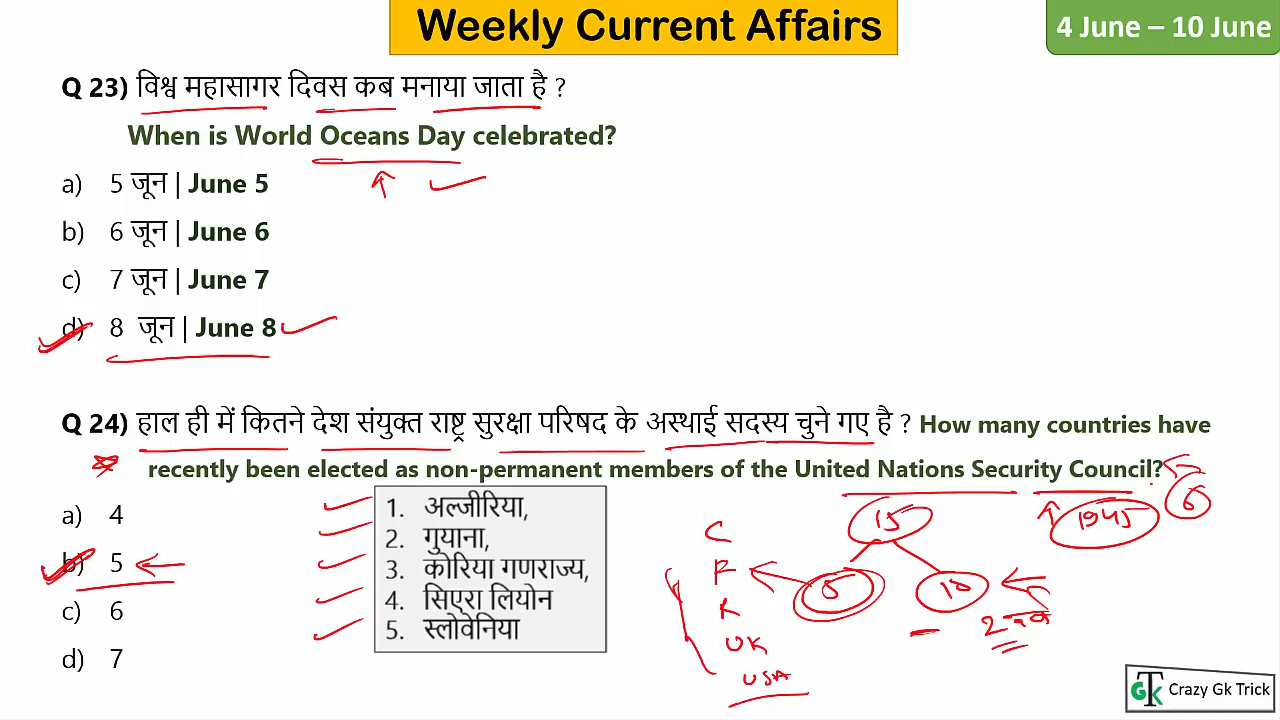 Weekly Current Affairs
4 June – 10 June
Q 23) विश्व महासागर दिवस कब मनाया जाता है ?
When is World Oceans Day celebrated?
a) 5 जून | June 5
b) 6 जून | June 6
c) 7 जून | June 7
d) 8 जून | June 8
Q 24) हाल ही में कितने देश संयुक्त राष्ट्र सुरक्षा परिषद के अस्थाई सदस्य चुने गए है ? How many countries have
recently been elected as non-permanent members of the United Nations Security Council?
a) 4
b) 5
c) 6
d) 7
1. अल्जीरिया,
2. गुयाना,
3. कोरिया गणराज्य,
4. सिएरा लियोन
5. स्लोवेनिया
C
F
R
UK
USA
15
5
10
1945
6
Crazy Gk Trick